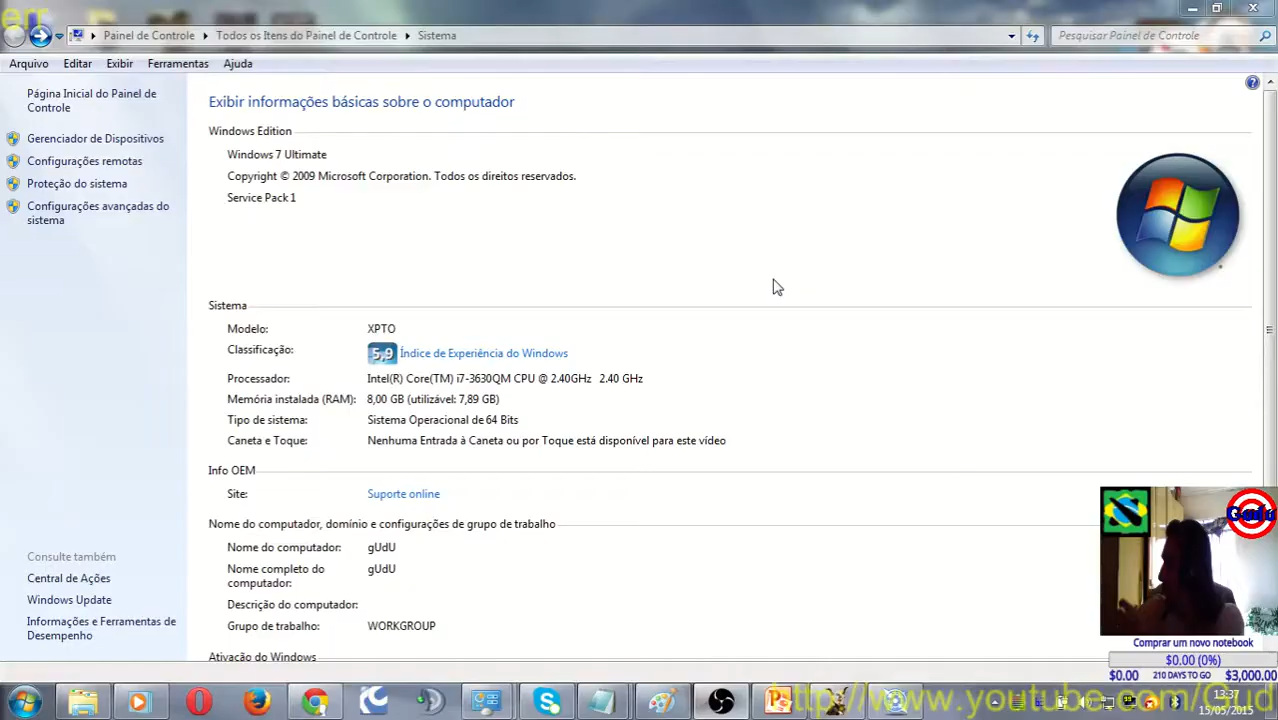 err
Painel de Controle
Todos os Itens do Painel de Controle
Sistema
Pesquisar Painel de Controle
Arquivo Editar Exibir Ferramentas Ajuda
Página Inicial do Painel de
Controle
Gerenciador de Dispositivos
Configurações remotas
Proteção do sistema
Configurações avançadas do
sistema
Exibir informações básicas sobre o computador
Windows Edition
Windows 7 Ultimate
Copyright © 2009 Microsoft Corporation. Todos os direitos reservados.
Service Pack 1
Sistema
Modelo: XPTO
Classificação: 5,9 Índice de Experiência do Windows
Processador: Intel(R) Core(TM) i7-3630QM CPU @ 2.40GHz 2.40 GHz
Memória instalada (RAM): 8,00 GB (utilizável: 7,89 GB)
Tipo de sistema: Sistema Operacional de 64 Bits
Caneta e Toque: Nenhuma Entrada à Caneta ou por Toque está disponível para este vídeo
Info OEM
Site: Suporte online
Nome do computador, domínio e configurações de grupo de trabalho
Nome do computador: gUdU
Nome completo do
computador: gUdU
Descrição do computador:
Grupo de trabalho: WORKGROUP
Ativação do Windows
Consulte também
Central de Ações
Windows Update
Informações e Ferramentas de
Desempenho
Gudu
Comprar um novo notebook
$0.00 (0%)
$0.00 210 DAYS TO GO $3,000.00
http://www.youtube.com/Gud
13:37
15/05/2015